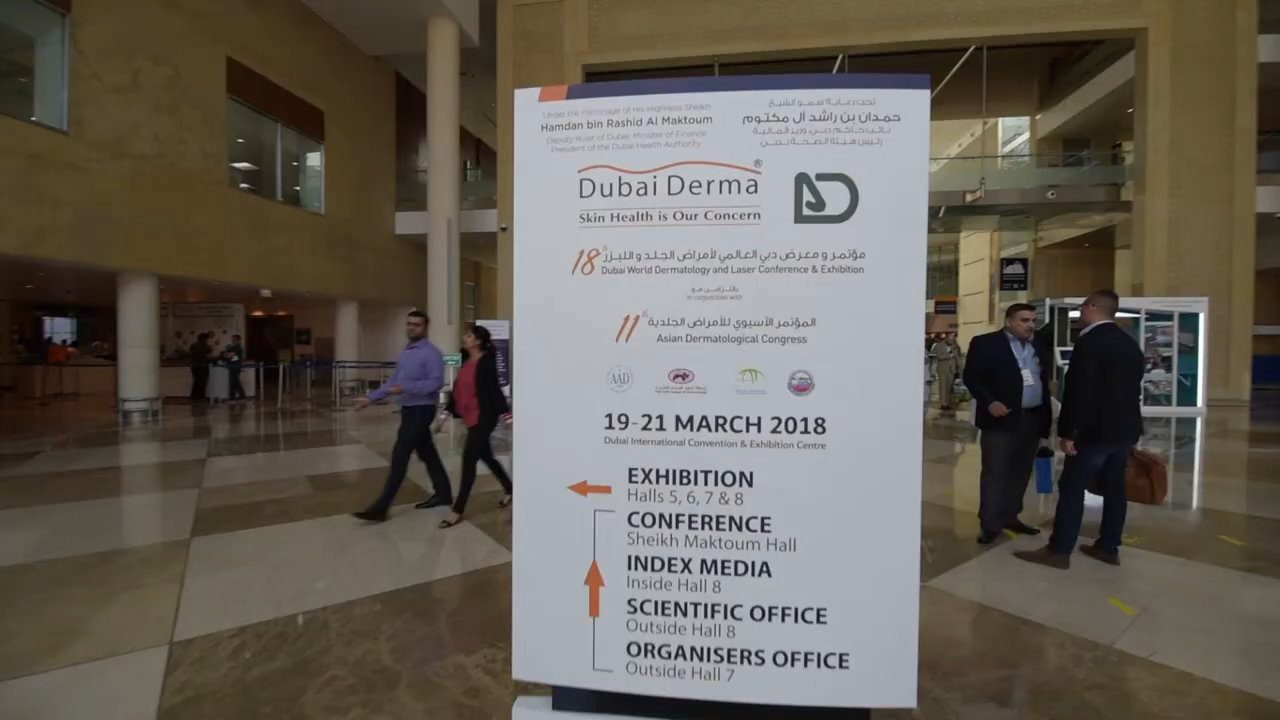 Under the Patronage of His Highness Sheikh
Hamdan bin Rashid Al Maktoum
Deputy Ruler of Dubai, Minister of Finance
President of the Dubai Health Authority
تحت رعاية سمو الشيخ
حمدان بن راشد آل مكتوم
نائب حاكم دبي، وزير المالية
رئيس هيئة الصحة بدبي
Dubai Derma®
Skin Health is Our Concern
18th
مؤتمر و معرض دبي العالمي لأمراض الجلد و الليزر
Dubai World Dermatology and Laser Conference & Exhibition
بالتزامن مع
In conjunction with
11th
المؤتمر الآسيوي للأمراض الجلدية
Asian Dermatological Congress
AAD
19-21 MARCH 2018
Dubai International Convention & Exhibition Centre
EXHIBITION
Halls 5, 6, 7 & 8
CONFERENCE
Sheikh Maktoum Hall
INDEX MEDIA
Inside Hall 8
SCIENTIFIC OFFICE
Outside Hall 8
ORGANISERS OFFICE
Outside Hall 7